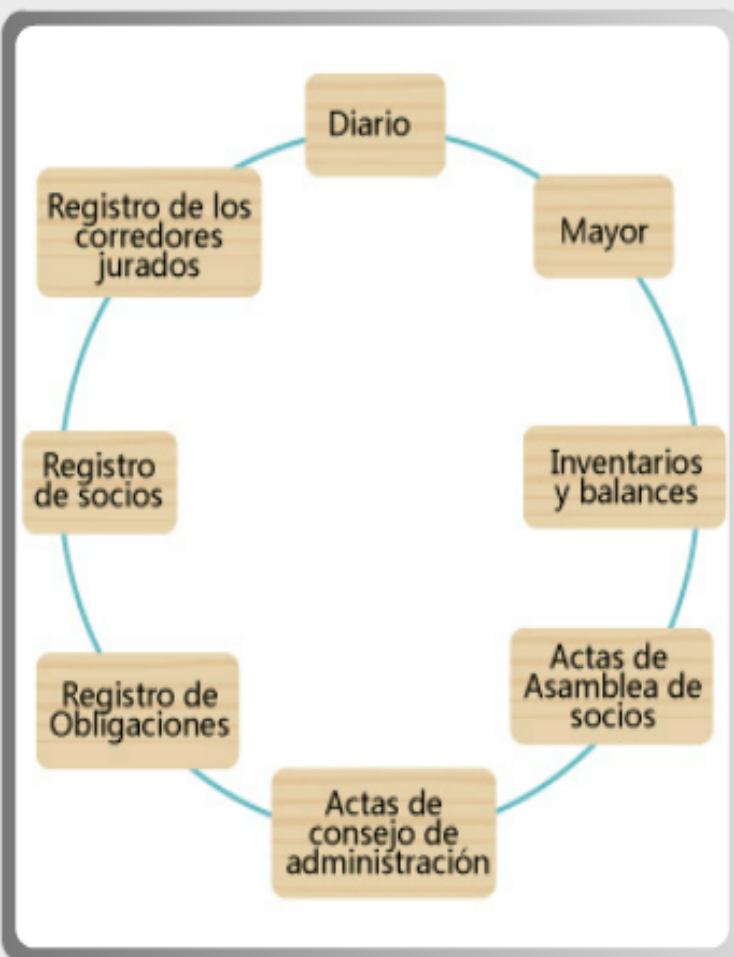 Diario
Mayor
Inventarios
y balances
Actas de
Asamblea de
socios
Actas de
consejo de
administración
Registro de
Obligaciones
Registro
de socios
Registro de los
corredores
jurados